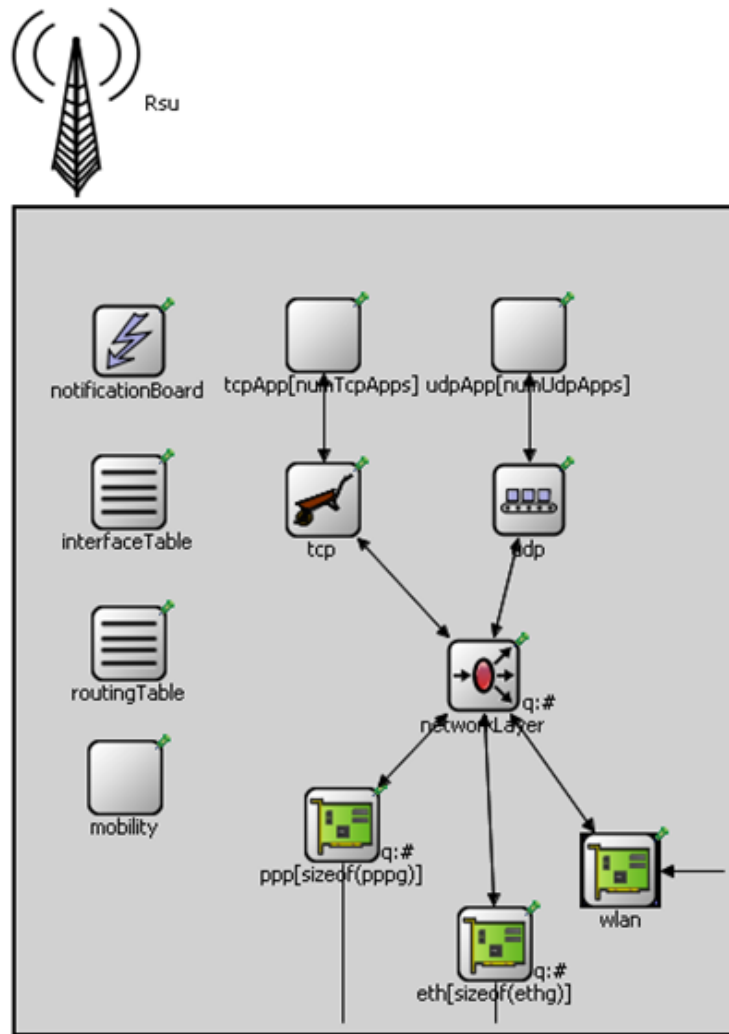 Rsu
notificationBoard
tcpApp[numTcpApps]
udpApp[numUdpApps]
interfaceTable
tcp
udp
routingTable
q:#
networkLayer
mobility
q:#
ppp[sizeof(pppg)]
wlan
q:#
eth[sizeof(ethg)]